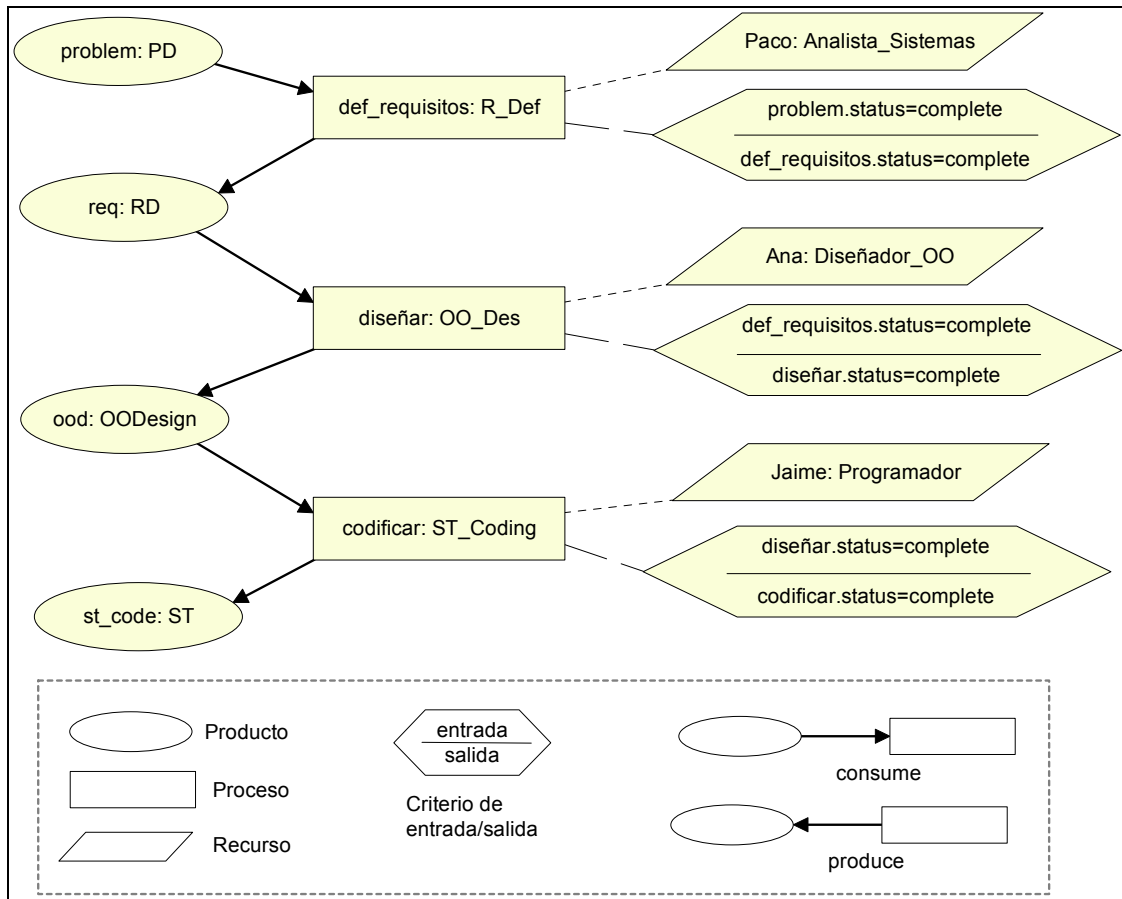 problem: PD
Paco: Analista_Sistemas
def_requisitos: R_Def
problem.status=complete
def_requisitos.status=complete
req: RD
Ana: Diseñador_OO
diseñar: OO_Des
def_requisitos.status=complete
diseñar.status=complete
ood: OODesign
Jaime: Programador
codificar: ST_Coding
diseñar.status=complete
codificar.status=complete
st_code: ST
Producto
Proceso
Recurso
entrada
salida
Criterio de
entrada/salida
consume
produce